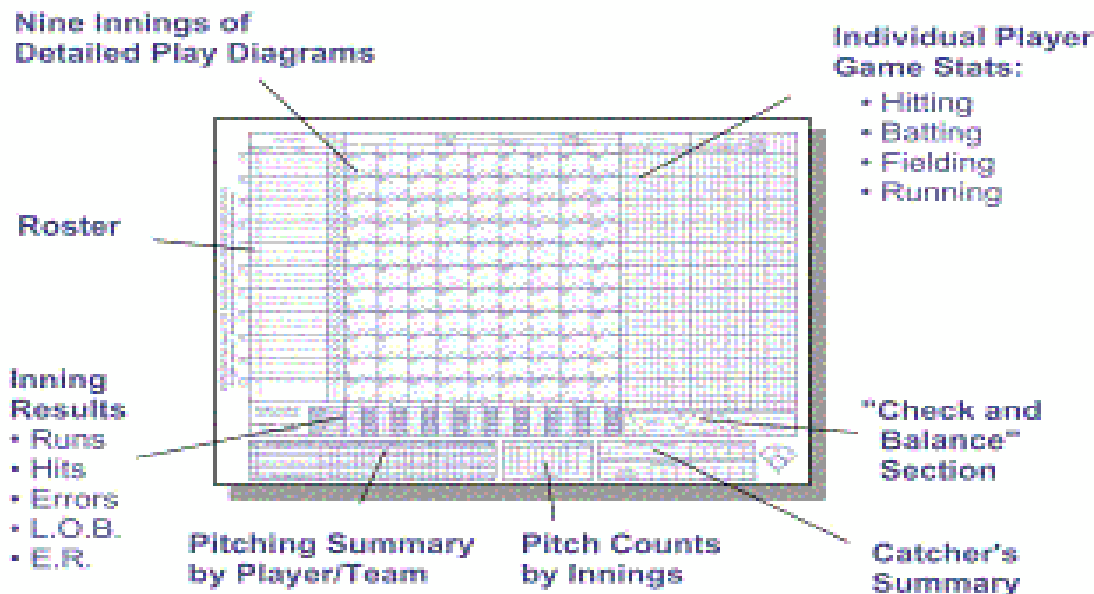 Nine Innings of
Detailed Play Diagrams
Individual Player
Game Stats:
• Hitting
• Batting
• Fielding
• Running
Roster
Inning
Results
• Runs
• Hits
• Errors
• L.O.B.
• E.R.
"Check and
Balance"
Section
Pitching Summary
by Player/Team
Pitch Counts
by Innings
Catcher's
Summary